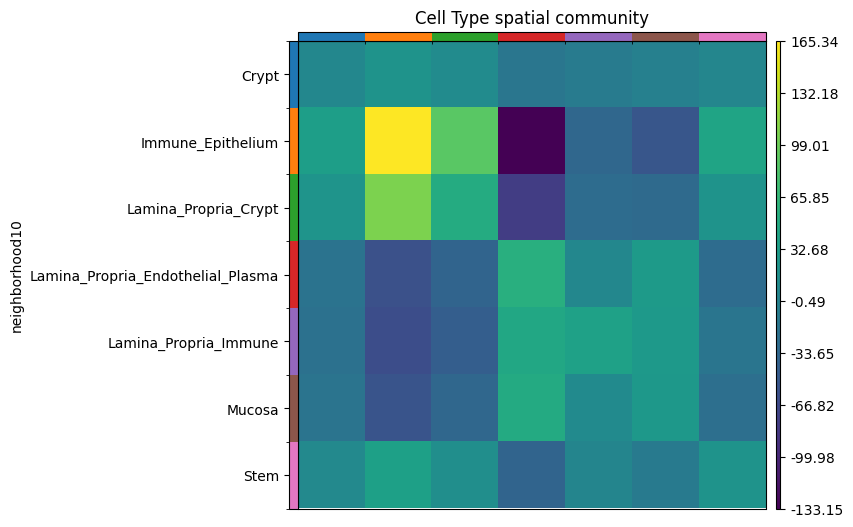 Cell Type spatial community
neighborhood10
Crypt
Immune_Epithelium
Lamina_Propria_Crypt
Lamina_Propria_Endothelial_Plasma
Lamina_Propria_Immune
Mucosa
Stem
165.34
132.18
99.01
65.85
32.68
-0.49
-33.65
-66.82
-99.98
-133.15